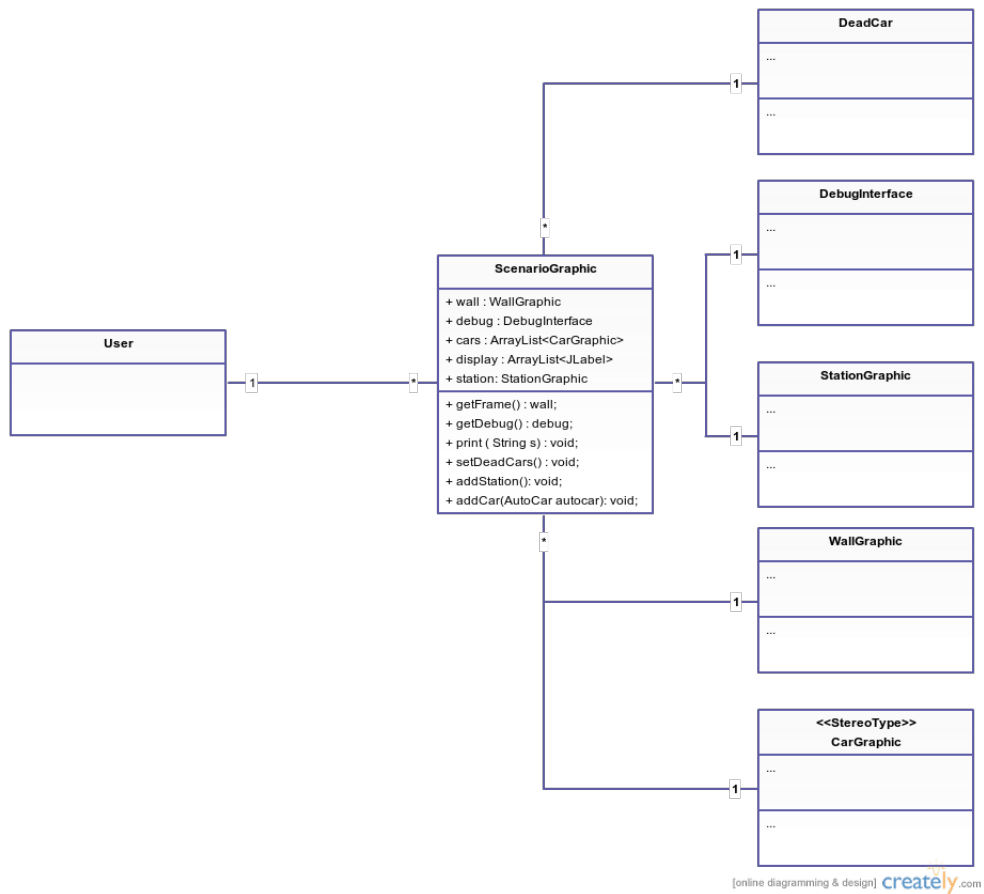 DeadCar
...
...
1
*
DebugInterface
...
...
1
ScenarioGraphic
+ wall : WallGraphic
+ debug : DebugInterface
+ cars : ArrayList<CarGraphic>
+ display : ArrayList<JLabel>
+ station: StationGraphic
+ getFrame() : wall;
+ getDebug() : debug;
+ print ( String s) : void;
+ setDeadCars() : void;
+ addStation(): void;
+ addCar(AutoCar autocar): void;
User
1
*
*
StationGraphic
...
...
1
*
WallGraphic
...
...
1
<<StereoType>>
CarGraphic
...
...
1
[online diagramming & design] creately.com